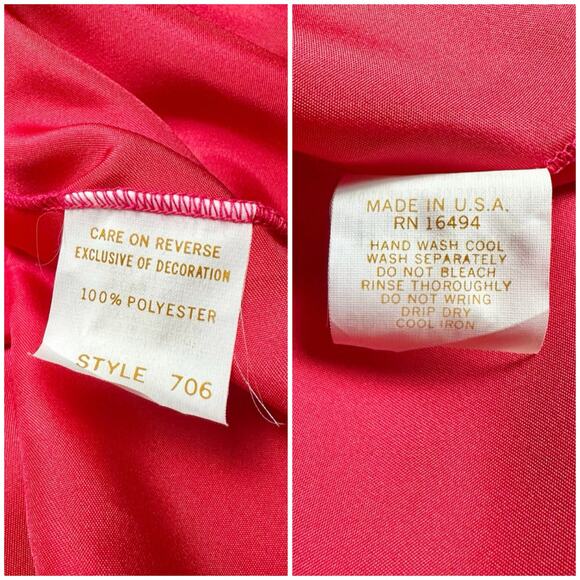 CARE ON REVERSE
EXCLUSIVE OF DECORATION
100% POLYESTER
STYLE 706
MADE IN U.S.A.
RN 16494
HAND WASH COOL
WASH SEPARATELY
DO NOT BLEACH
RINSE THOROUGHLY
DO NOT WRING
DRIP DRY
COOL IRON